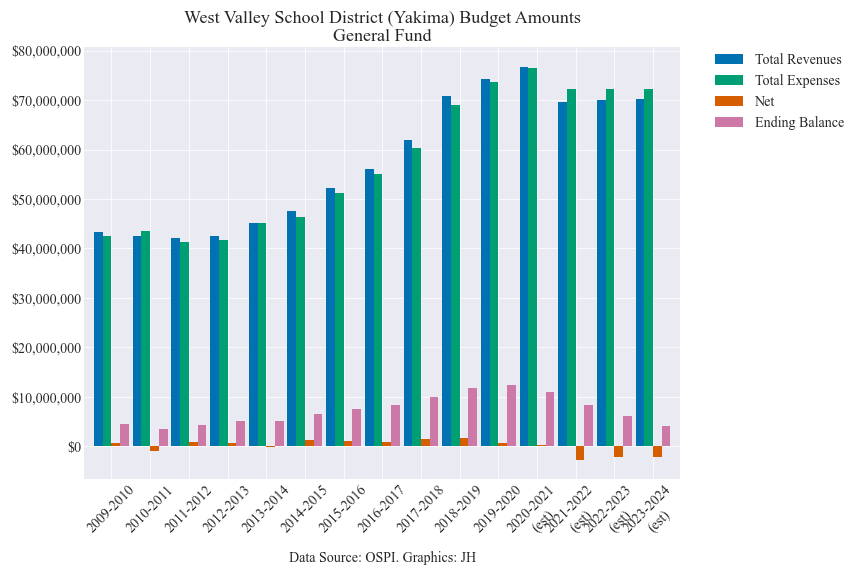 West Valley School District (Yakima) Budget Amounts
General Fund
$80,000,000
$70,000,000
$60,000,000
$50,000,000
$40,000,000
$30,000,000
$20,000,000
$10,000,000
$0
Total Revenues
Total Expenses
Net
Ending Balance
2009-2010
2010-2011
2011-2012
2012-2013
2013-2014
2014-2015
2015-2016
2016-2017
2017-2018
2018-2019
2019-2020
2020-2021
(est)
2021-2022
(est)
2022-2023
(est)
2023-2024
(est)
Data Source: OSPI. Graphics: JH